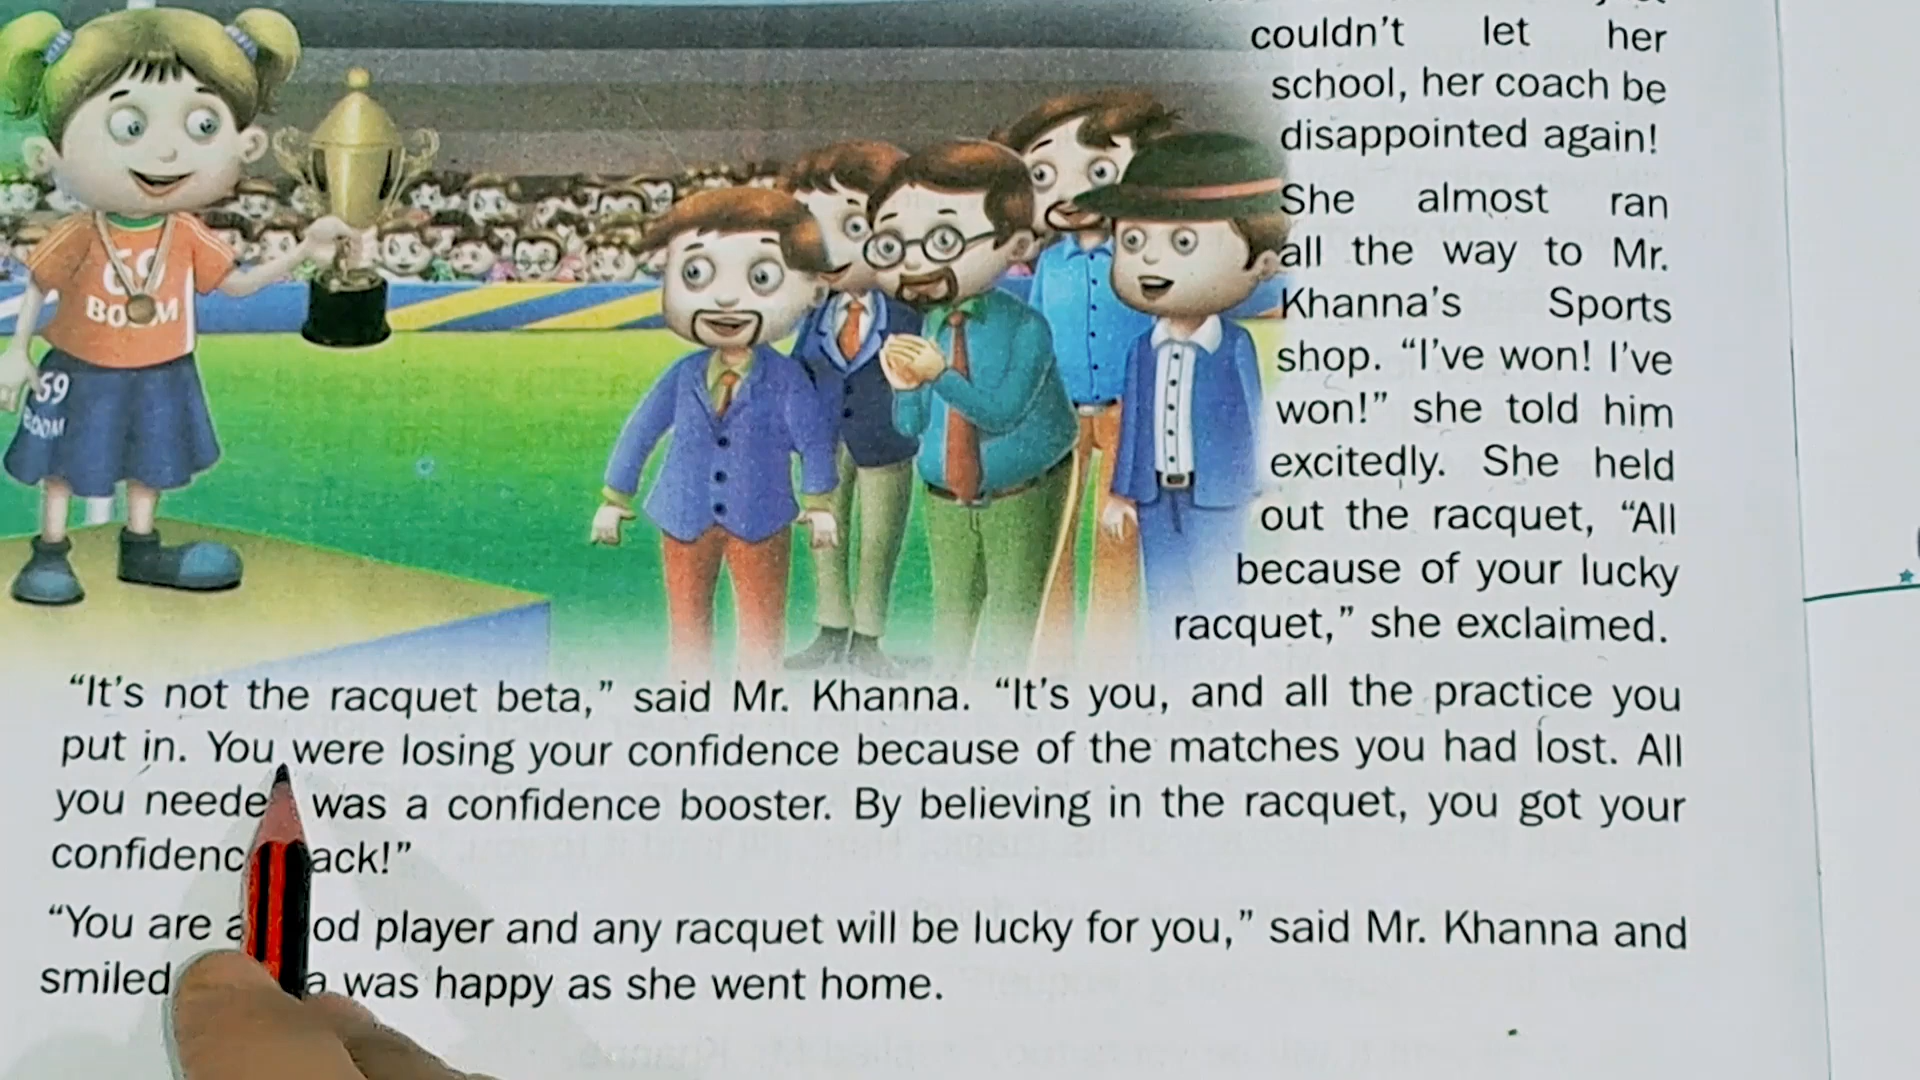 couldn't let her
school, her coach be
disappointed again!
She almost ran
all the way to Mr.
Khanna's Sports
shop. “I've won! I've
won!” she told him
excitedly. She held
out the racquet, “All
because of your lucky
racquet,” she exclaimed.
“It's not the racquet beta,” said Mr. Khanna. “It's you, and all the practice you
put in. You were losing your confidence because of the matches you had lost. All
you neede was a confidence booster. By believing in the racquet, you got your
confidenc ack!”
“You are a od player and any racquet will be lucky for you,” said Mr. Khanna and
smiled a was happy as she went home.
59
BOOM